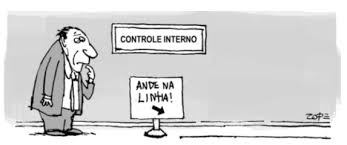 CONTROLE INTERNO
ANDE NA
LINHA!
ZOPE